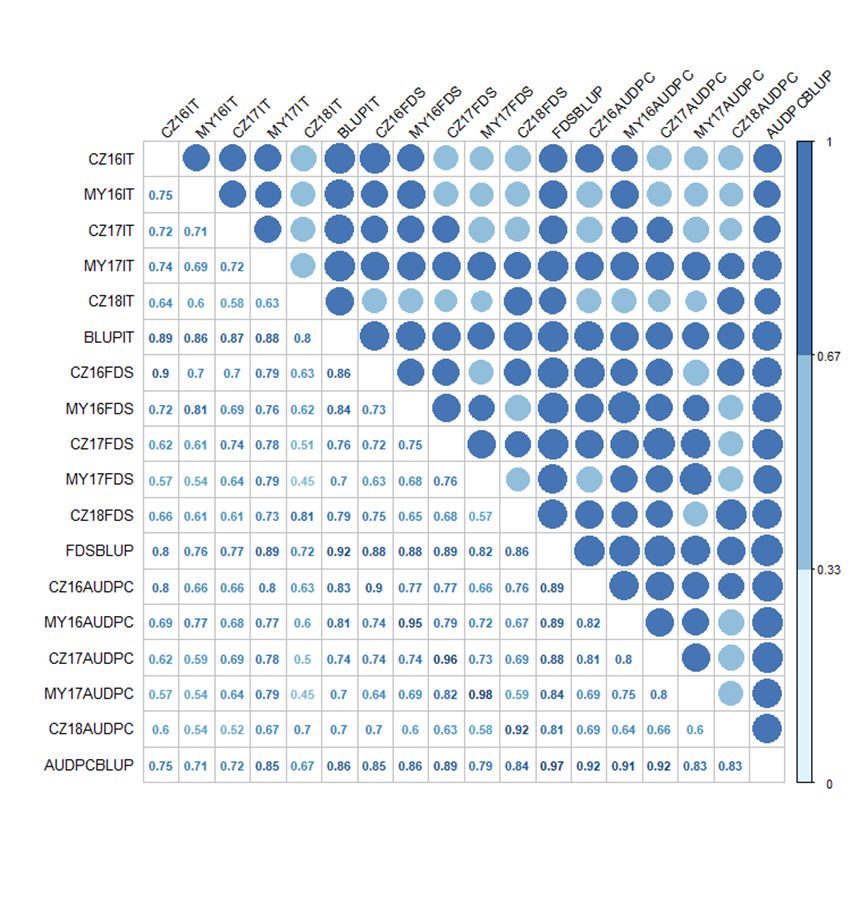 CZ16IT MY16IT CZ17IT MY17IT CZ18IT BLUPIT CZ16FDS MY16FDS CZ17FDS MY17FDS CZ18FDS FDSBLUP CZ16AUDPC MY16AUDPC CZ17AUDPC MY17AUDPC CZ18AUDPC AUDPCBLUP
1
CZ16IT
MY16IT 0.75
CZ17IT 0.72 0.71
MY17IT 0.74 0.69 0.72
CZ18IT 0.64 0.6 0.58 0.63
BLUPIT 0.89 0.86 0.87 0.88 0.8
0.67
CZ16FDS 0.9 0.7 0.7 0.79 0.63 0.86
MY16FDS 0.72 0.81 0.69 0.76 0.62 0.84 0.73
CZ17FDS 0.62 0.61 0.74 0.78 0.51 0.76 0.72 0.75
MY17FDS 0.57 0.54 0.64 0.79 0.45 0.7 0.63 0.68 0.76
CZ18FDS 0.66 0.61 0.61 0.73 0.81 0.79 0.75 0.65 0.68 0.57
FDSBLUP 0.8 0.76 0.77 0.89 0.72 0.92 0.88 0.88 0.89 0.82 0.86
0.33
CZ16AUDPC 0.8 0.66 0.66 0.8 0.63 0.83 0.9 0.77 0.77 0.66 0.76 0.89
MY16AUDPC 0.69 0.77 0.68 0.77 0.6 0.81 0.74 0.95 0.79 0.72 0.67 0.89 0.82
CZ17AUDPC 0.62 0.59 0.69 0.78 0.5 0.74 0.74 0.74 0.96 0.73 0.69 0.88 0.81 0.8
MY17AUDPC 0.57 0.54 0.64 0.79 0.45 0.7 0.64 0.69 0.82 0.98 0.59 0.84 0.69 0.75 0.8
CZ18AUDPC 0.6 0.54 0.52 0.67 0.7 0.7 0.7 0.6 0.63 0.58 0.92 0.81 0.69 0.64 0.66 0.6
AUDPCBLUP 0.75 0.71 0.72 0.85 0.67 0.86 0.85 0.86 0.89 0.79 0.84 0.97 0.92 0.91 0.92 0.83 0.83
0